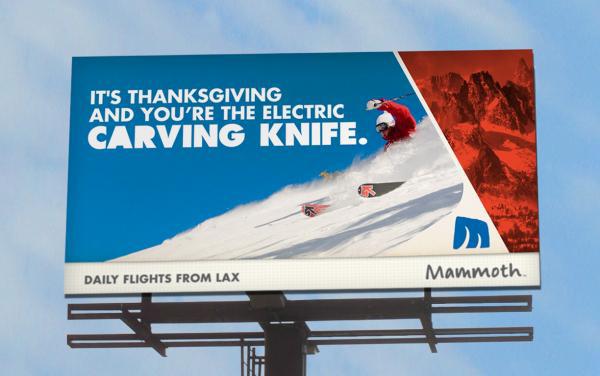 IT'S THANKSGIVING
AND YOU'RE THE ELECTRIC
CARVING KNIFE.
DAILY FLIGHTS FROM LAX
Mammoth